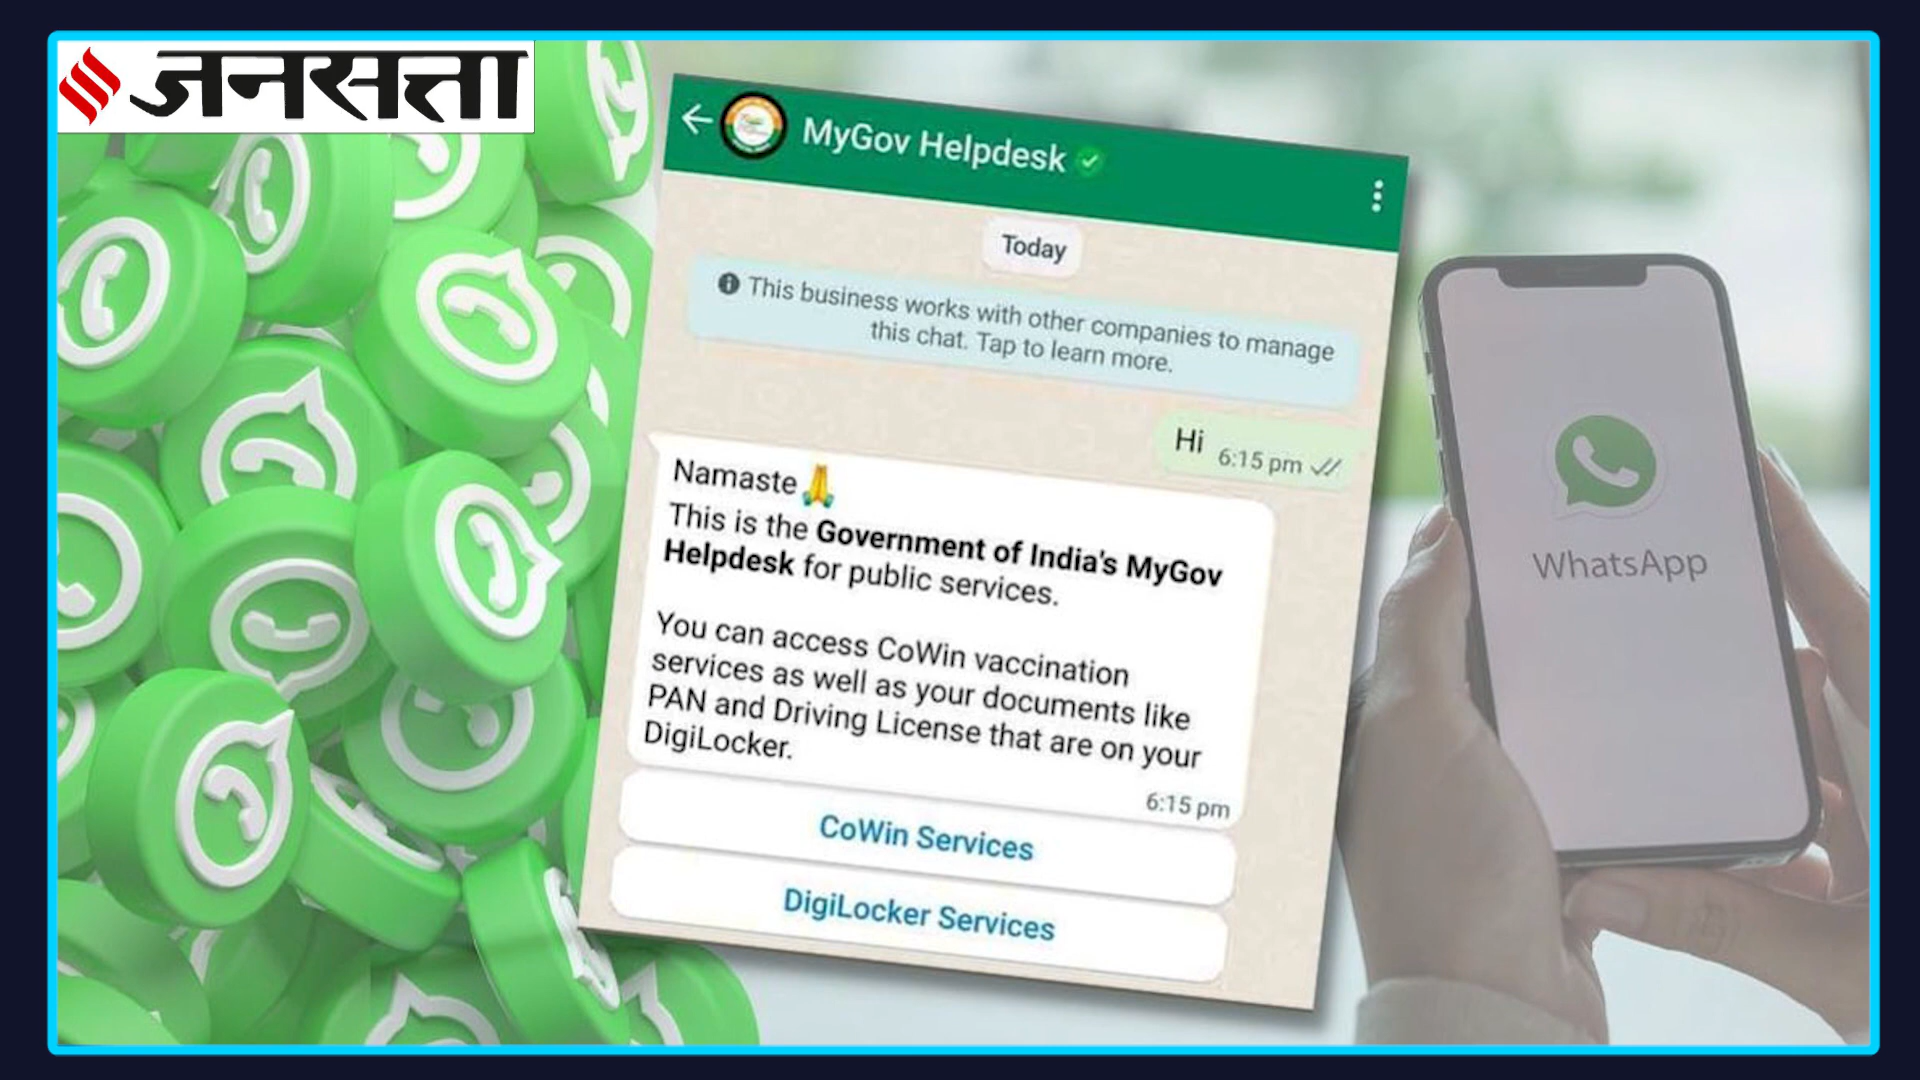 जनसत्ता
MyGov Helpdesk
Today
This business works with other companies to manage
this chat. Tap to learn more.
Hi 6:15 pm
Namaste🙏
This is the Government of India's MyGov
Helpdesk for public services.
You can access CoWin vaccination
services as well as your documents like
PAN and Driving License that are on your
DigiLocker.
6:15 pm
CoWin Services
DigiLocker Services
WhatsApp